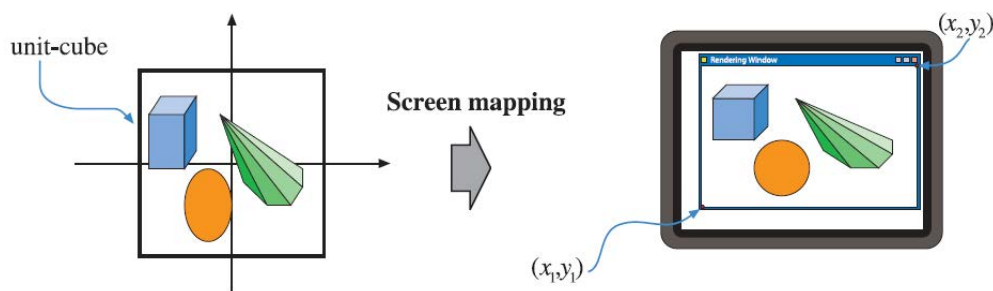 unit-cube
Screen mapping
Rendering Window
(x₂,y₂)
(x₁,y₁)